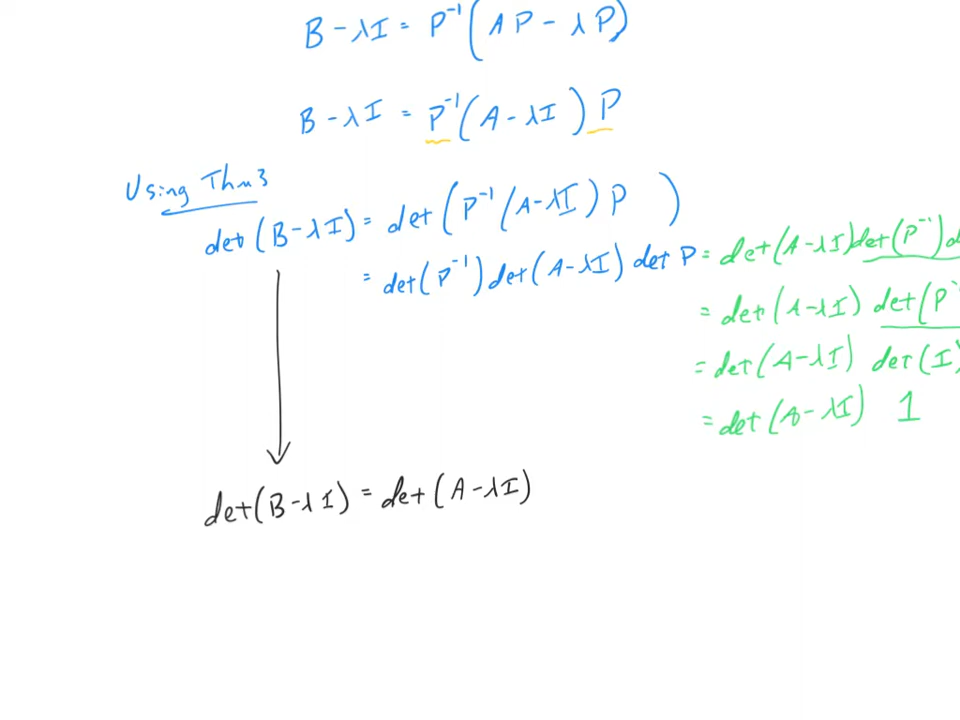 B - λI = P⁻¹(AP - λP)
B - λI = P⁻¹(A - λI)P
Using Thm 3
det(B - λI) = det(P⁻¹(A - λI)P)
= det(P⁻¹)det(A - λI)det P = det(A - λI)det(P⁻¹)d
= det(A - λI) det(P⁻
= det(A - λI) det(I)
= det(A - λI) 1
det(B - λI) = det(A - λI)